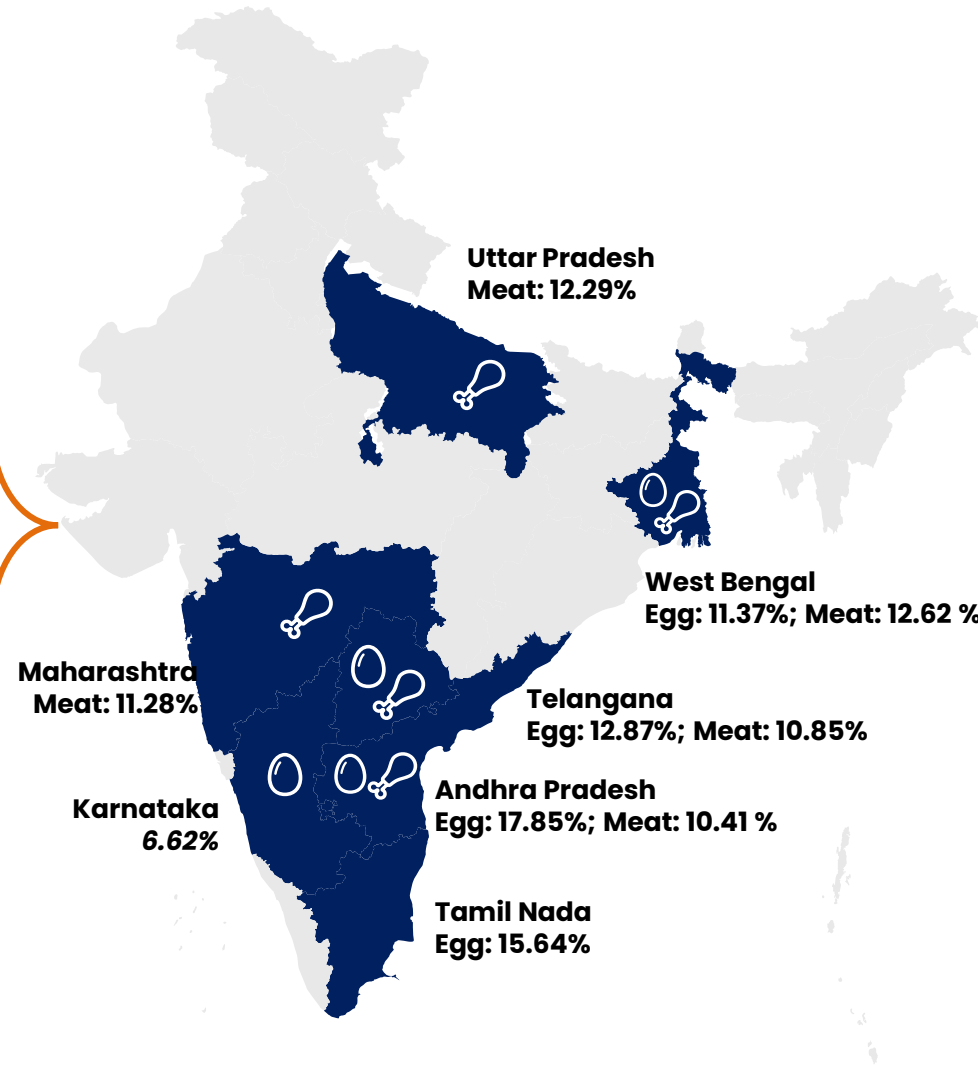 Uttar Pradesh
Meat: 12.29%
West Bengal
Egg: 11.37%; Meat: 12.62 %
Maharashtra
Meat: 11.28%
Telangana
Egg: 12.87%; Meat: 10.85%
Andhra Pradesh
Egg: 17.85%; Meat: 10.41 %
Karnataka
6.62%
Tamil Nada
Egg: 15.64%